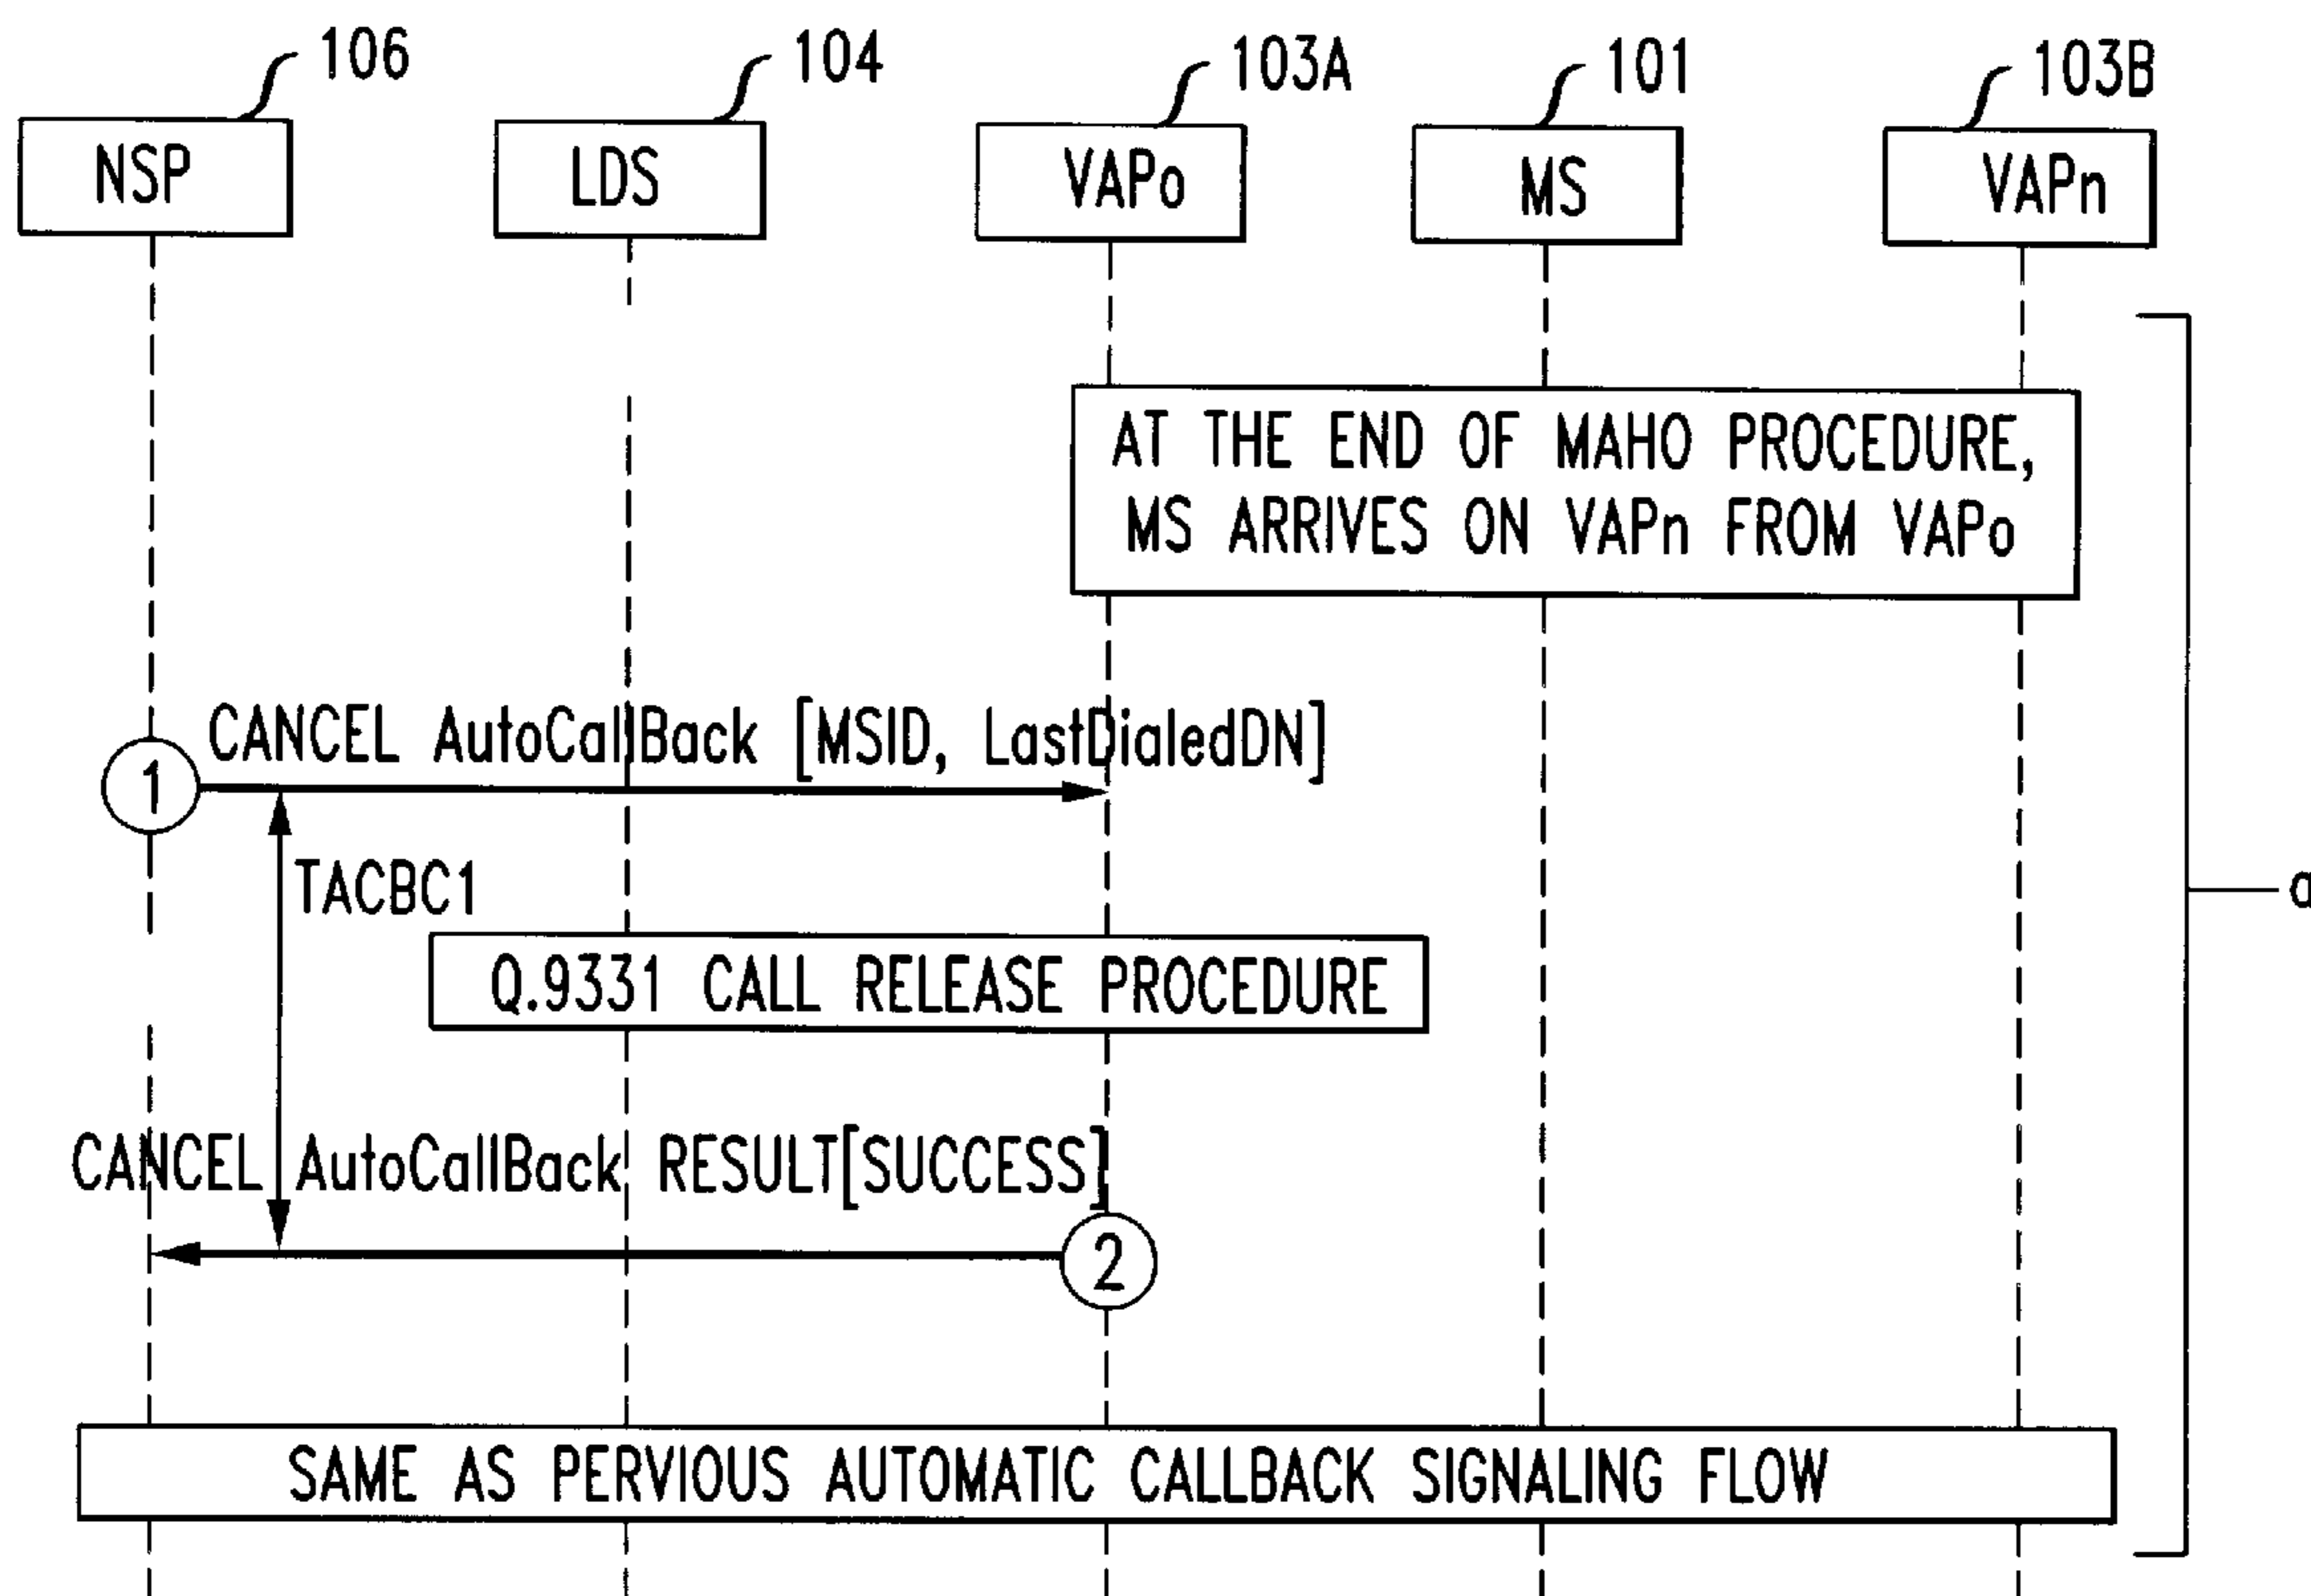 106 104 103A 101 103B
NSP LDS VAPo MS VAPn
AT THE END OF MAHO PROCEDURE,
MS ARRIVES ON VAPn FROM VAPo
CANCEL AutoCallBack [MSID, LastDialedDN]
1
TACBC1
a
Q.9331 CALL RELEASE PROCEDURE
CANCEL AutoCallBack RESULT[SUCCESS]
2
SAME AS PERVIOUS AUTOMATIC CALLBACK SIGNALING FLOW